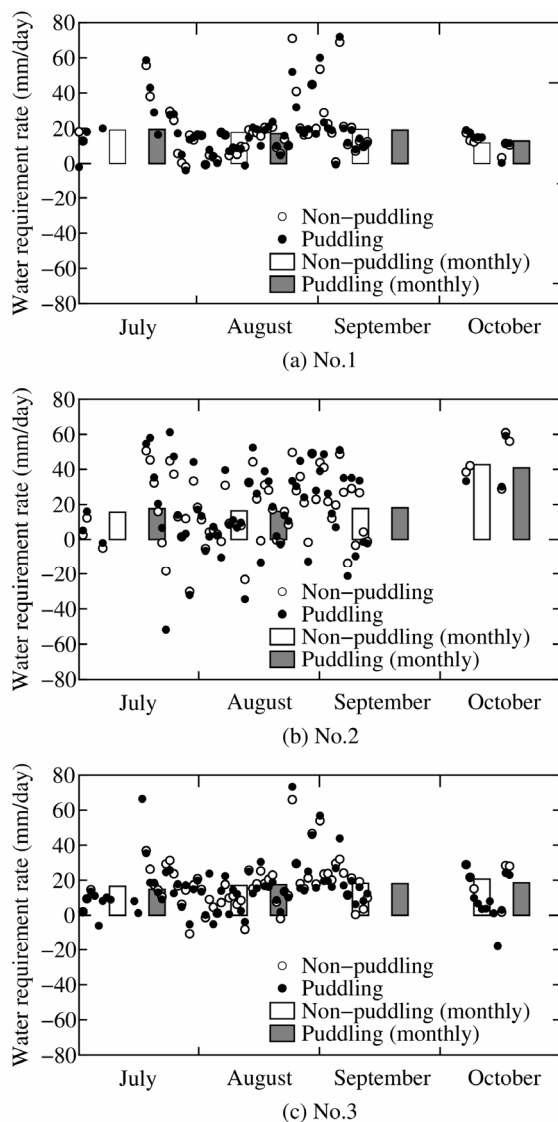 Water requirement rate (mm/day)
80
60
40
20
0
−20
−40
−60
−80
Non−puddling
Puddling
Non−puddling (monthly)
Puddling (monthly)
July August September October
(a) No.1
Water requirement rate (mm/day)
80
60
40
20
0
−20
−40
−60
−80
Non−puddling
Puddling
Non−puddling (monthly)
Puddling (monthly)
July August September October
(b) No.2
Water requirement rate (mm/day)
80
60
40
20
0
−20
−40
−60
−80
Non−puddling
Puddling
Non−puddling (monthly)
Puddling (monthly)
July August September October
(c) No.3